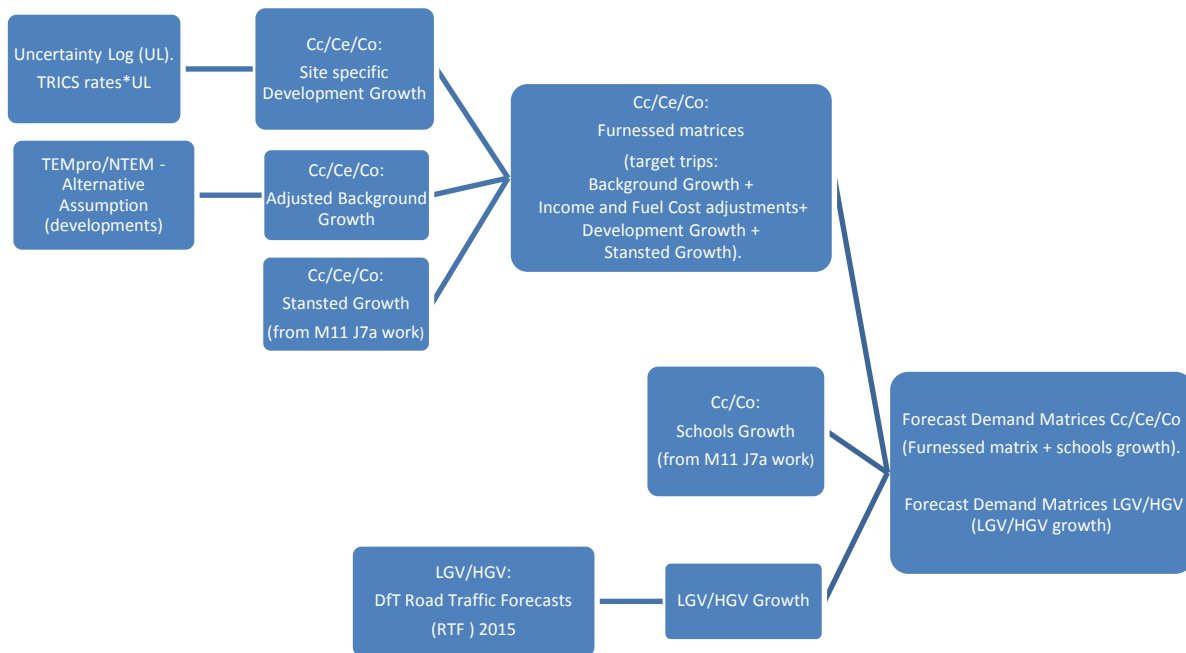 Uncertainty Log (UL).
TRICS rates*UL
Cc/Ce/Co:
Site specific
Development Growth
TEMpro/NTEM -
Alternative
Assumption
(developments)
Cc/Ce/Co:
Adjusted Background
Growth
Cc/Ce/Co:
Stansted Growth
(from M11 J7a work)
Cc/Ce/Co:
Furnessed matrices
(target trips:
Background Growth +
Income and Fuel Cost adjustments+
Development Growth +
Stansted Growth).
Cc/Co:
Schools Growth
(from M11 J7a work)
LGV/HGV:
DfT Road Traffic Forecasts
(RTF ) 2015
LGV/HGV Growth
Forecast Demand Matrices Cc/Ce/Co
(Furnessed matrix + schools growth).
Forecast Demand Matrices LGV/HGV
(LGV/HGV growth)